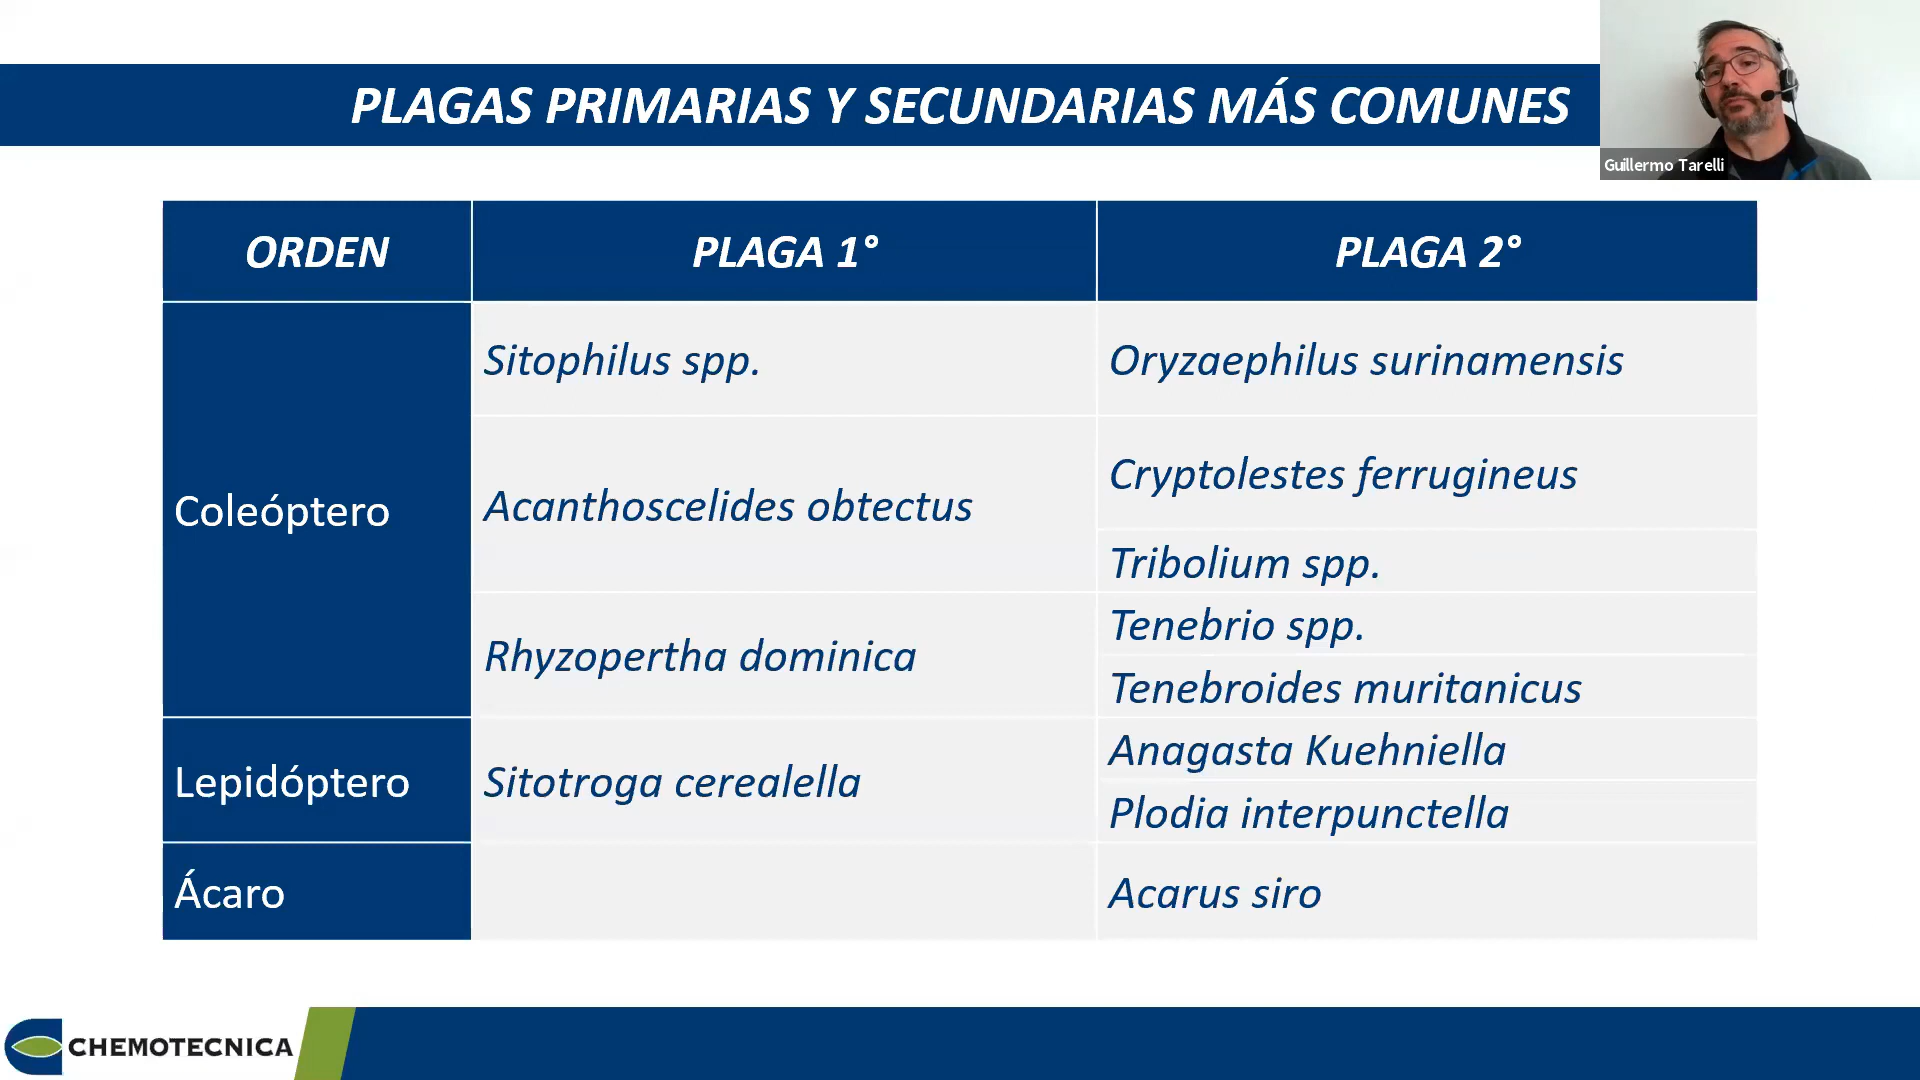 PLAGAS PRIMARIAS Y SECUNDARIAS MÁS COMUNES
Guillermo Tarelli
ORDEN
PLAGA 1°
PLAGA 2°
Coleóptero
Sitophilus spp.
Oryzaephilus surinamensis
Acanthoscelides obtectus
Cryptolestes ferrugineus
Tribolium spp.
Rhyzopertha dominica
Tenebrio spp.
Tenebroides muritanicus
Lepidóptero
Sitotroga cerealella
Anagasta Kuehniella
Plodia interpunctella
Ácaro
Acarus siro
CHEMOTECNICA